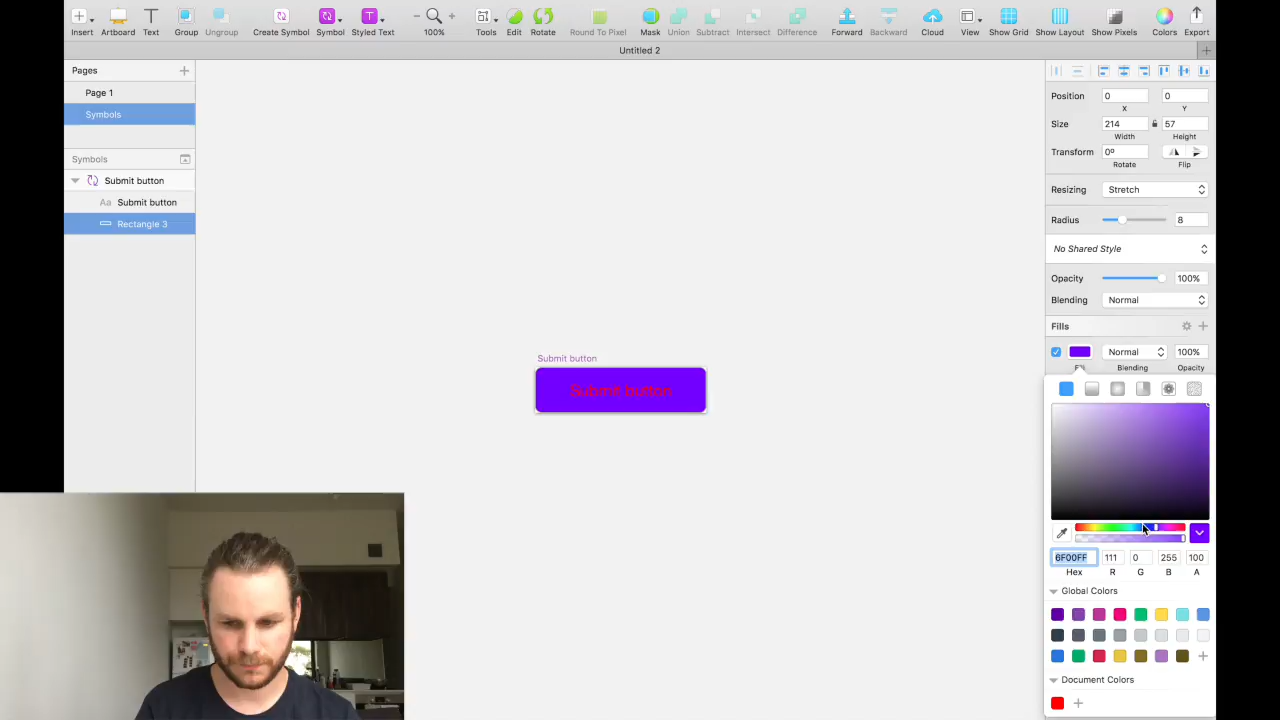 Insert Artboard Text Group Ungroup Create Symbol Symbol Styled Text 100% Tools Edit Rotate Round To Pixel Mask Union Subtract Intersect Difference Forward Backward Cloud View Show Grid Show Layout Show Pixels Colors Export
Untitled 2
Pages
Page 1
Symbols
Symbols
Submit button
Aa Submit button
Rectangle 3
Submit button
Submit button
Position 0 0
X Y
Size 214 57
Width Height
Transform 0º
Rotate Flip
Resizing Stretch
Radius 8
No Shared Style
Opacity 100%
Blending Normal
Fills
Normal 100%
Fill Blending Opacity
6F00FF 111 0 255 100
Hex R G B A
Global Colors
Document Colors